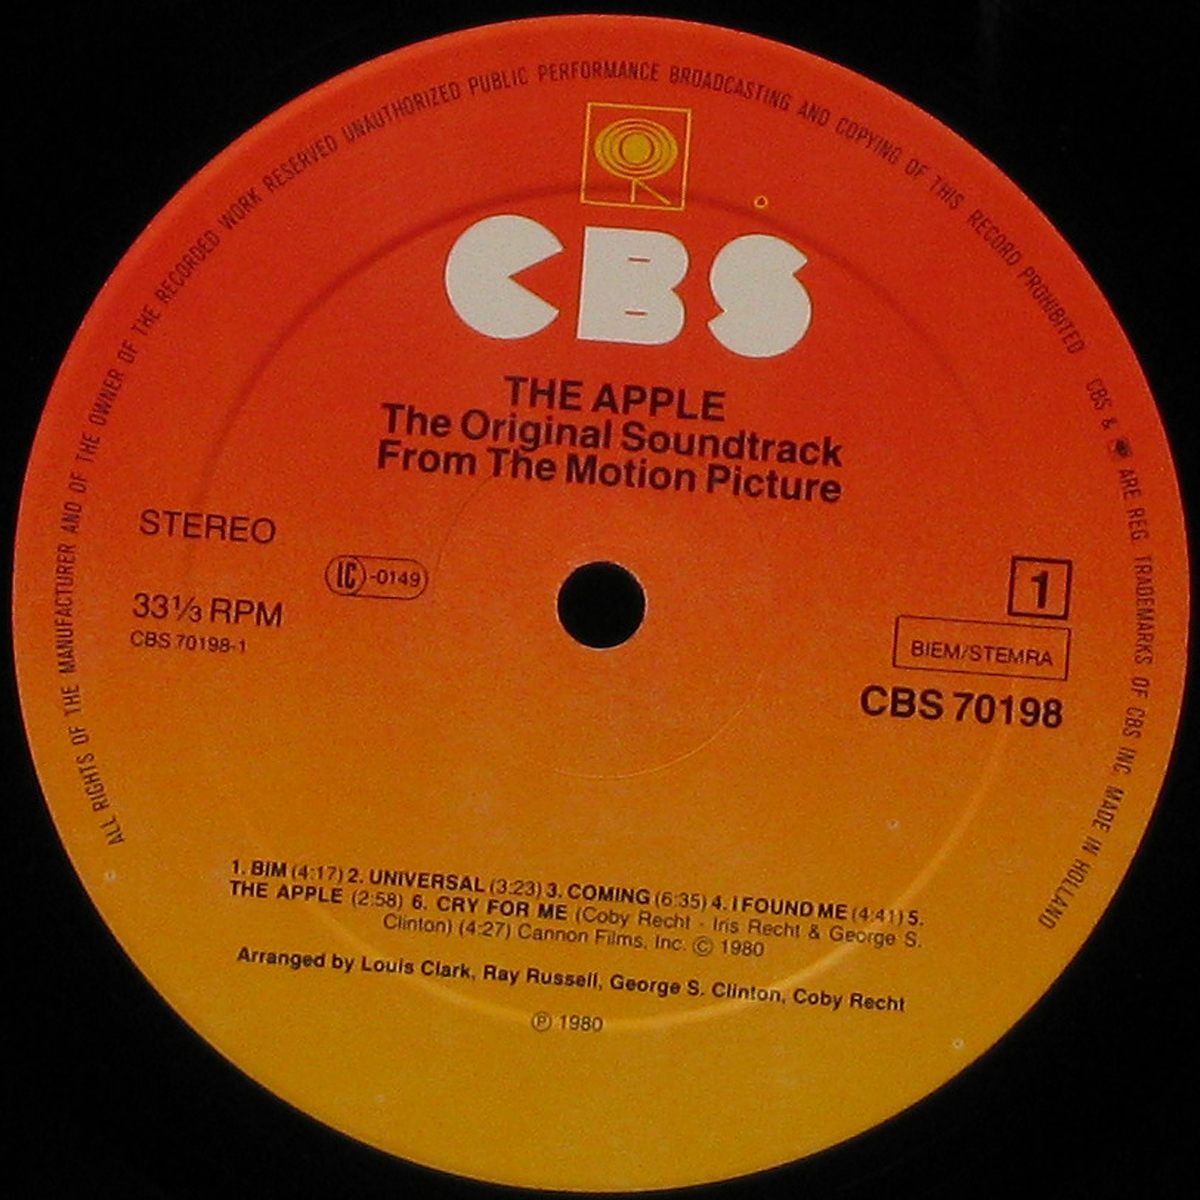 ALL RIGHTS OF THE MANUFACTURER AND OF THE OWNER OF THE RECORDED WORK RESERVED UNAUTHORIZED PUBLIC PERFORMANCE BROADCASTING AND COPYING OF THIS RECORD PROHIBITED CBS & ARE REG TRADEMARKS OF CBS INC MADE IN HOLLAND
CBS
THE APPLE
The Original Soundtrack
From The Motion Picture
STEREO
LC-0149
33⅓ RPM
CBS 70198-1
1
BIEM/STEMRA
CBS 70198
1. BIM (4:17) 2. UNIVERSAL (3:23) 3. COMING (6:35) 4. I FOUND ME (4:41) 5.
THE APPLE (2:58) 6. CRY FOR ME (Coby Recht - Iris Recht & George S.
Clinton) (4:27) Cannon Films, Inc. © 1980
Arranged by Louis Clark, Ray Russell, George S. Clinton, Coby Recht
℗ 1980